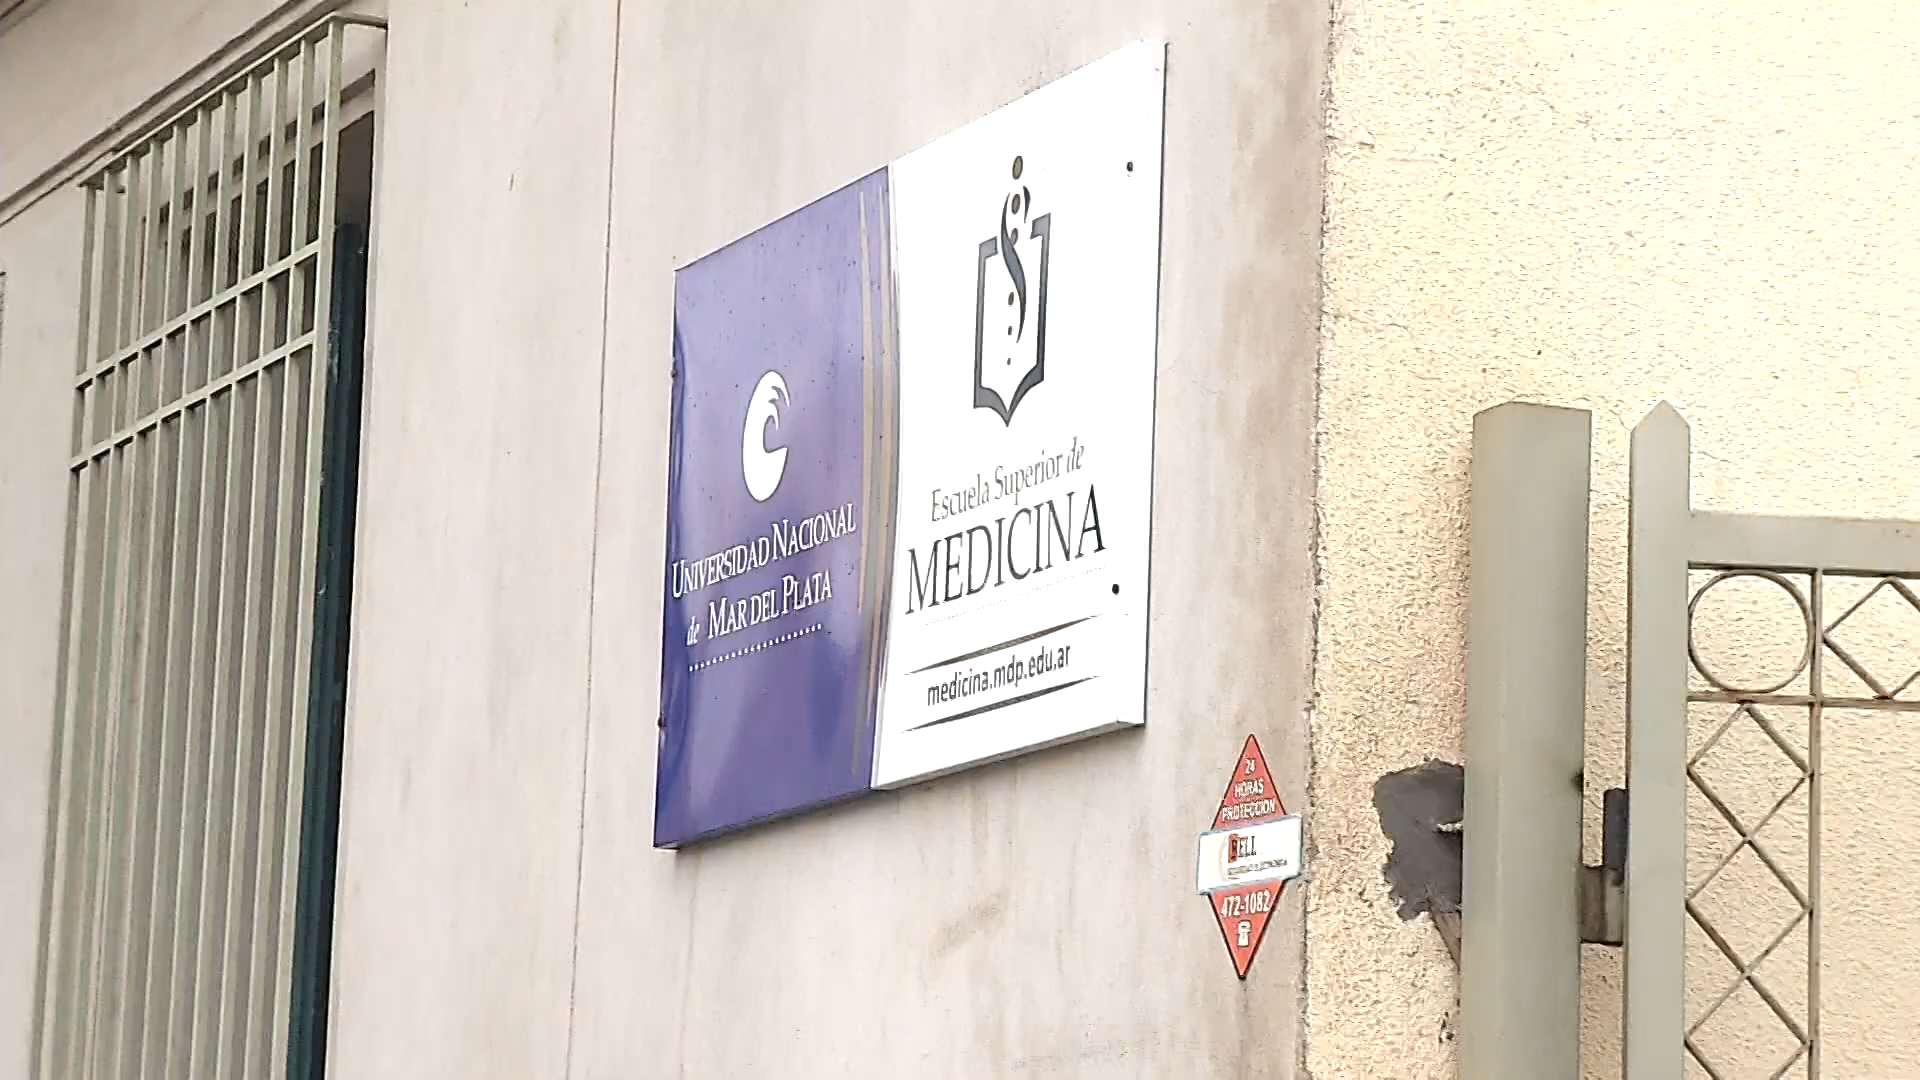 UNIVERSIDAD NACIONAL
de MAR DEL PLATA
Escuela Superior de
MEDICINA
medicina.mdp.edu.ar
24
HORAS
PROTECCION
BELL
472-1082